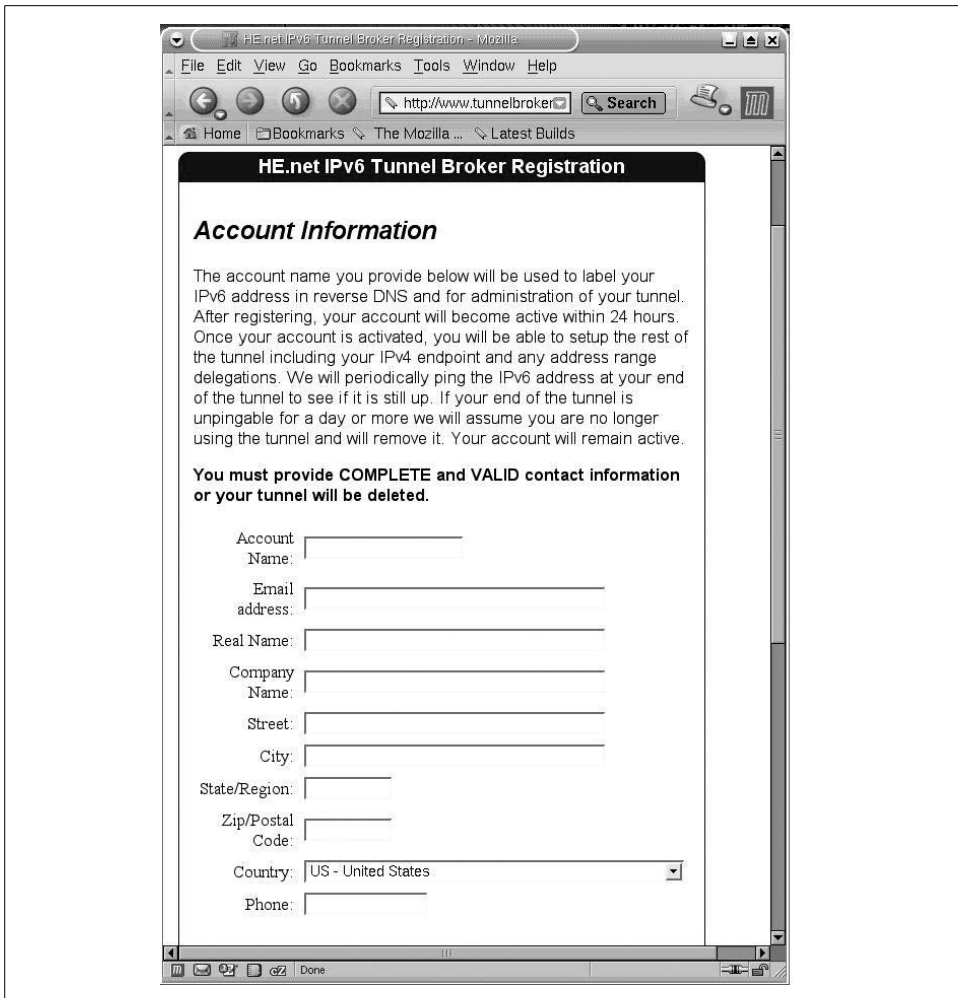 HE.net IPv6 Tunnel Broker Registration - Mozilla
File Edit View Go Bookmarks Tools Window Help
http://www.tunnelbroker Search
Home Bookmarks The Mozilla ... Latest Builds
HE.net IPv6 Tunnel Broker Registration
Account Information
The account name you provide below will be used to label your
IPv6 address in reverse DNS and for administration of your tunnel.
After registering, your account will become active within 24 hours.
Once your account is activated, you will be able to setup the rest of
the tunnel including your IPv4 endpoint and any address range
delegations. We will periodically ping the IPv6 address at your end
of the tunnel to see if it is still up. If your end of the tunnel is
unpingable for a day or more we will assume you are no longer
using the tunnel and will remove it. Your account will remain active.
You must provide COMPLETE and VALID contact information
or your tunnel will be deleted.
Account
Name:
Email
address:
Real Name:
Company
Name:
Street:
City:
State/Region:
Zip/Postal
Code:
Country: US - United States
Phone:
Done